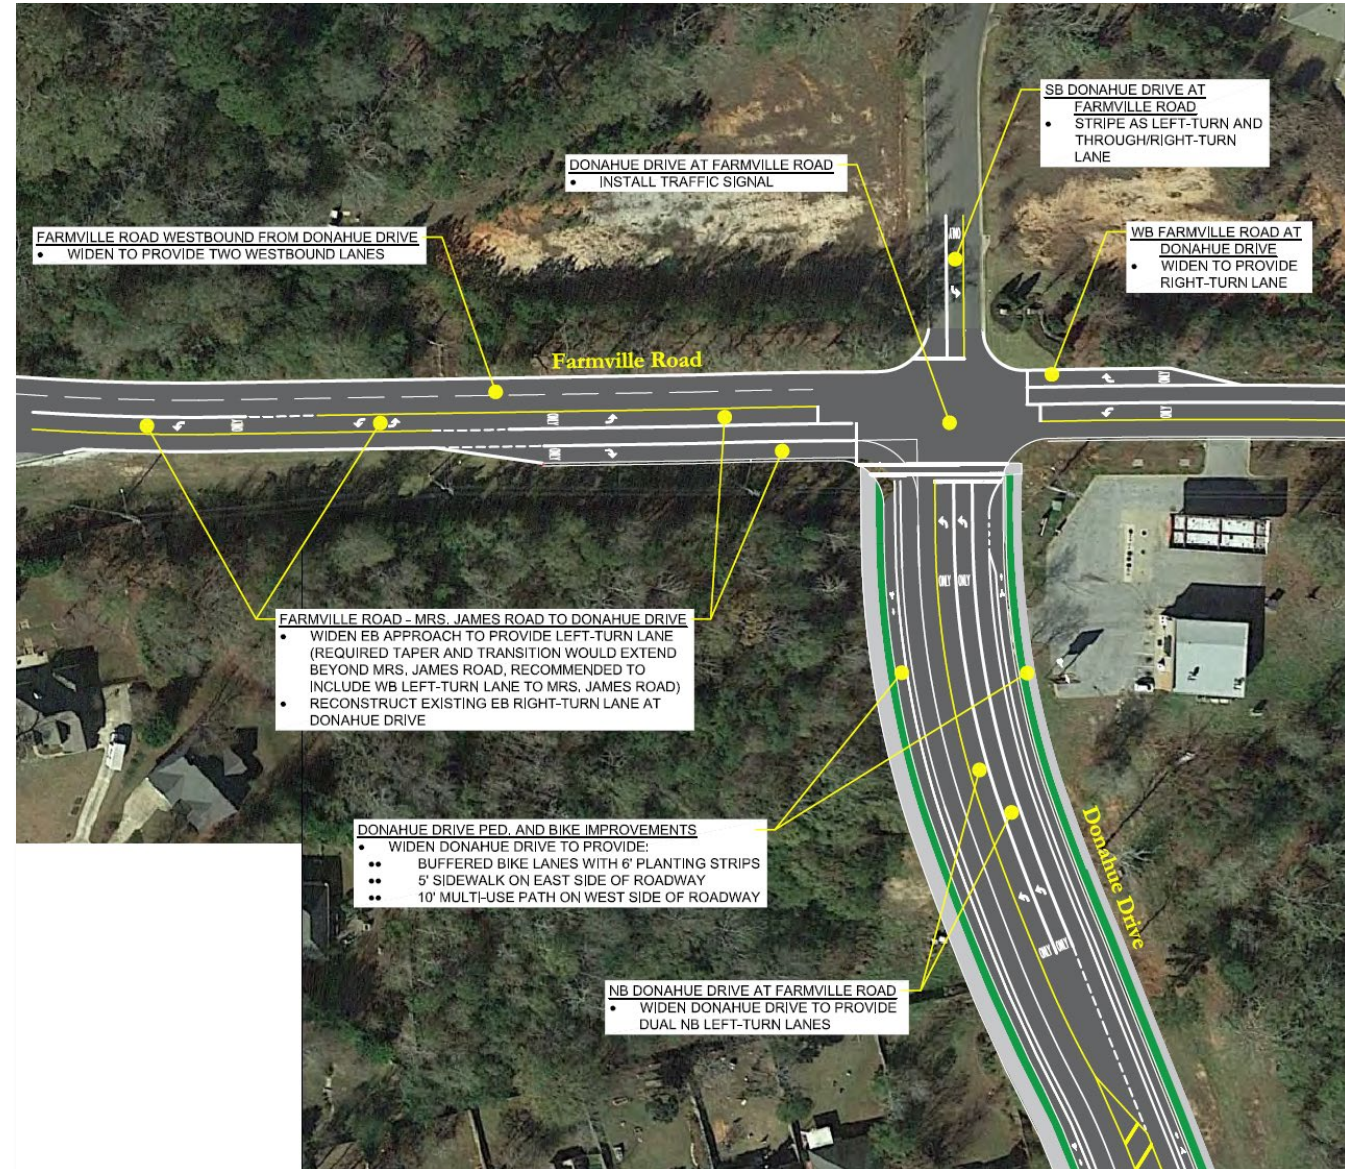 SB DONAHUE DRIVE AT
FARMVILLE ROAD
• STRIPE AS LEFT-TURN AND
THROUGH/RIGHT-TURN
LANE
DONAHUE DRIVE AT FARMVILLE ROAD
• INSTALL TRAFFIC SIGNAL
FARMVILLE ROAD WESTBOUND FROM DONAHUE DRIVE
• WIDEN TO PROVIDE TWO WESTBOUND LANES
WB FARMVILLE ROAD AT
DONAHUE DRIVE
• WIDEN TO PROVIDE
RIGHT-TURN LANE
ONLY
Farmville Road
ONLY
ONLY
ONLY
ONLY
ONLY
ONLY ONLY
FARMVILLE ROAD - MRS. JAMES ROAD TO DONAHUE DRIVE
• WIDEN EB APPROACH TO PROVIDE LEFT-TURN LANE
(REQUIRED TAPER AND TRANSITION WOULD EXTEND
BEYOND MRS. JAMES ROAD, RECOMMENDED TO
INCLUDE WB LEFT-TURN LANE TO MRS. JAMES ROAD)
• RECONSTRUCT EXISTING EB RIGHT-TURN LANE AT
DONAHUE DRIVE
DONAHUE DRIVE PED. AND BIKE IMPROVEMENTS
• WIDEN DONAHUE DRIVE TO PROVIDE:
•• BUFFERED BIKE LANES WITH 6' PLANTING STRIPS
•• 5' SIDEWALK ON EAST SIDE OF ROADWAY
•• 10' MULTI-USE PATH ON WEST SIDE OF ROADWAY
Donahue Drive
ONLY ONLY
NB DONAHUE DRIVE AT FARMVILLE ROAD
• WIDEN DONAHUE DRIVE TO PROVIDE
DUAL NB LEFT-TURN LANES